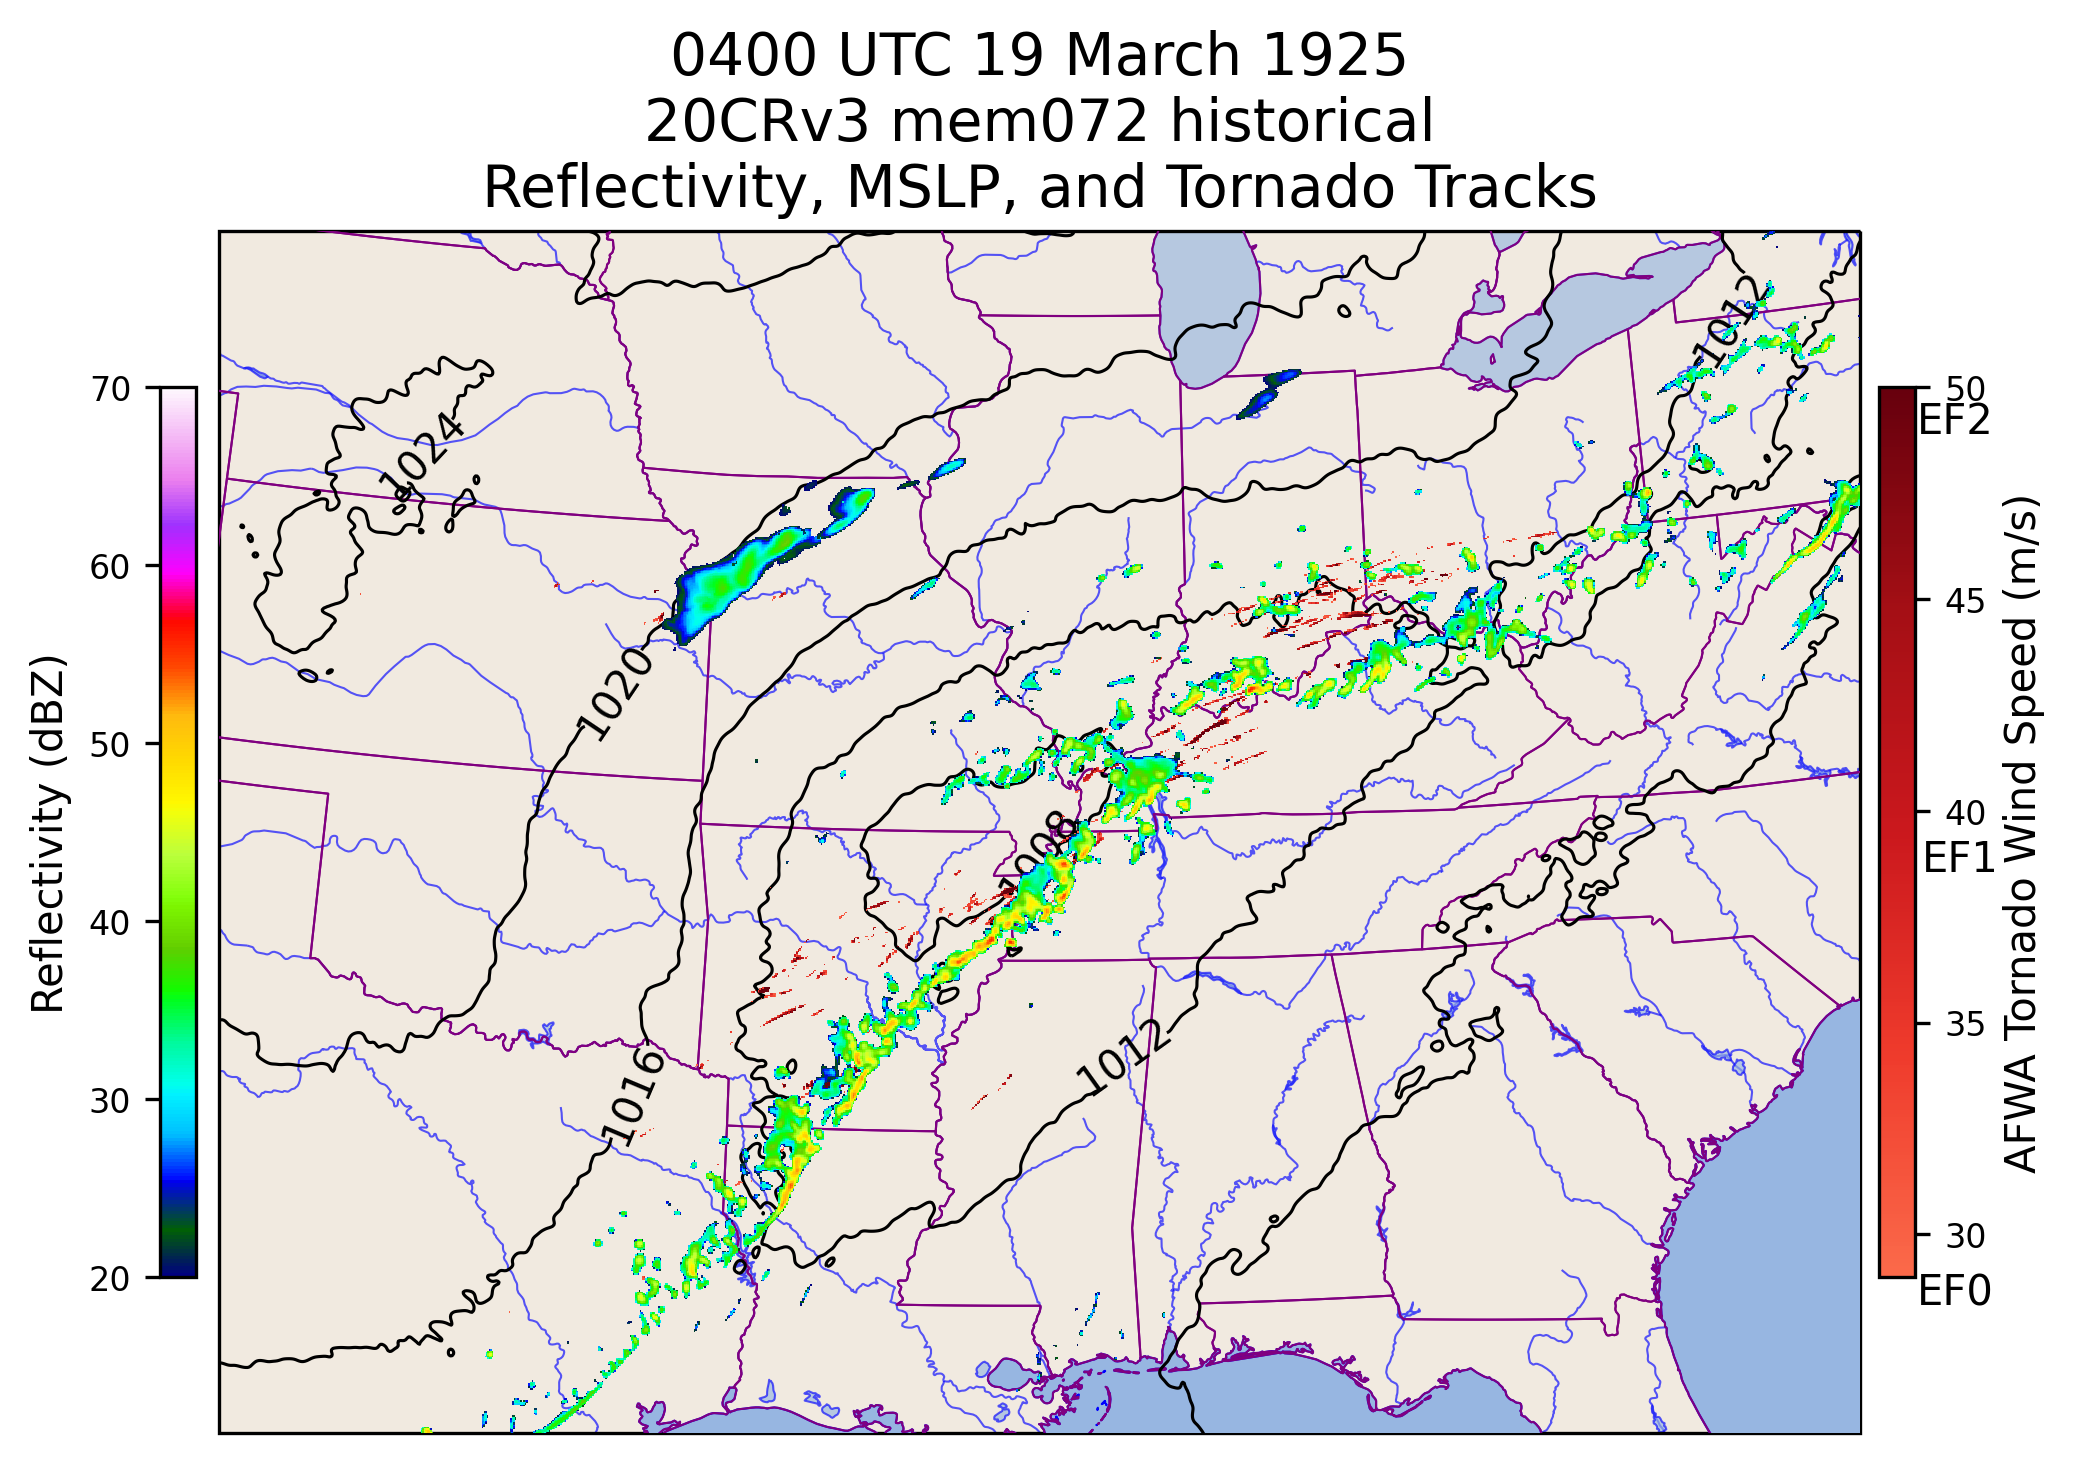 0400 UTC 19 March 1925
20CRv3 mem072 historical
Reflectivity, MSLP, and Tornado Tracks
Reflectivity (dBZ)
70
60
50
40
30
20
1024
1020
1016
1012
1008
1012
50
EF2
45
40
EF1
35
30
EF0
AFWA Tornado Wind Speed (m/s)